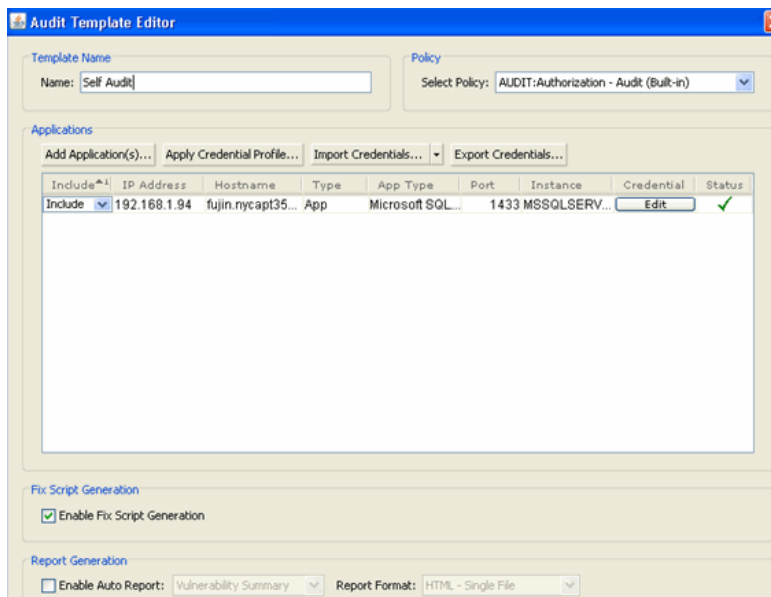 Audit Template Editor
Template Name
Name: Self Audit
Policy
Select Policy: AUDIT:Authorization - Audit (Built-in)
Applications
Add Application(s)... Apply Credential Profile... Import Credentials... Export Credentials...
Include 1 IP Address Hostname Type App Type Port Instance Credential Status
Include 192.168.1.94 fujin.nycapt35... App Microsoft SQL... 1433 MSSQLSERV... Edit
Fix Script Generation
Enable Fix Script Generation
Report Generation
Enable Auto Report: Vulnerability Summary Report Format: HTML - Single File